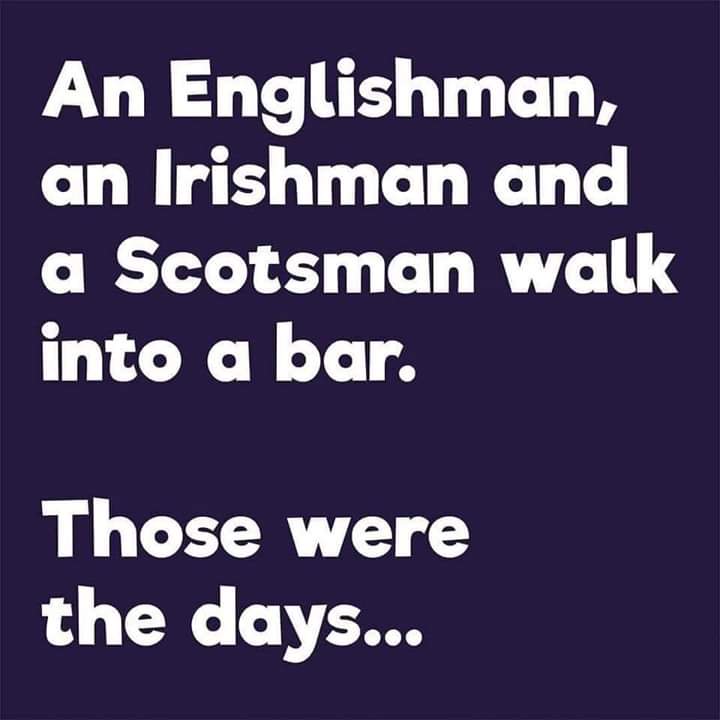 An Englishman,
an Irishman and
a Scotsman walk
into a bar.
Those were
the days...